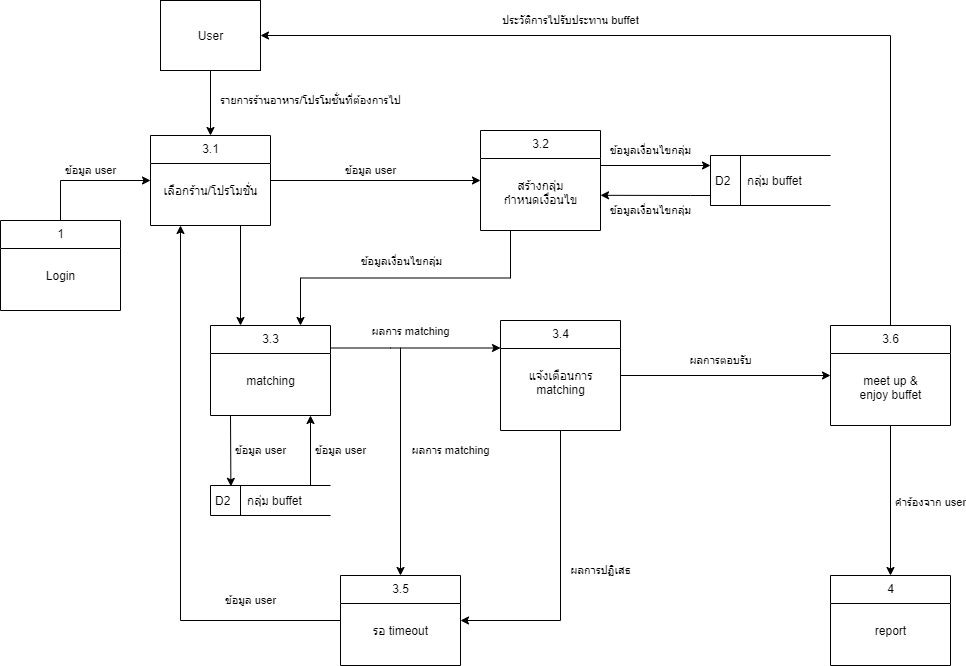 ประวัติการไปรับประทาน buffet
User
รายการร้านอาหาร/โปรโมชั่นที่ต้องการไป
3.1
เลือกร้าน/โปรโมชั่น
ข้อมูล user
ข้อมูล user
3.2
สร้างกลุ่ม
กำหนดเงื่อนไข
ข้อมูลเงื่อนไขกลุ่ม
D2
กลุ่ม buffet
ข้อมูลเงื่อนไขกลุ่ม
1
Login
ข้อมูลเงื่อนไขกลุ่ม
3.3
matching
ผลการ matching
3.4
แจ้งเตือนการ
matching
ผลการตอบรับ
3.6
meet up &
enjoy buffet
ข้อมูล user
ข้อมูล user
ผลการ matching
D2
กลุ่ม buffet
คำร้องจาก user
ผลการปฏิเสธ
ข้อมูล user
3.5
รอ timeout
4
report